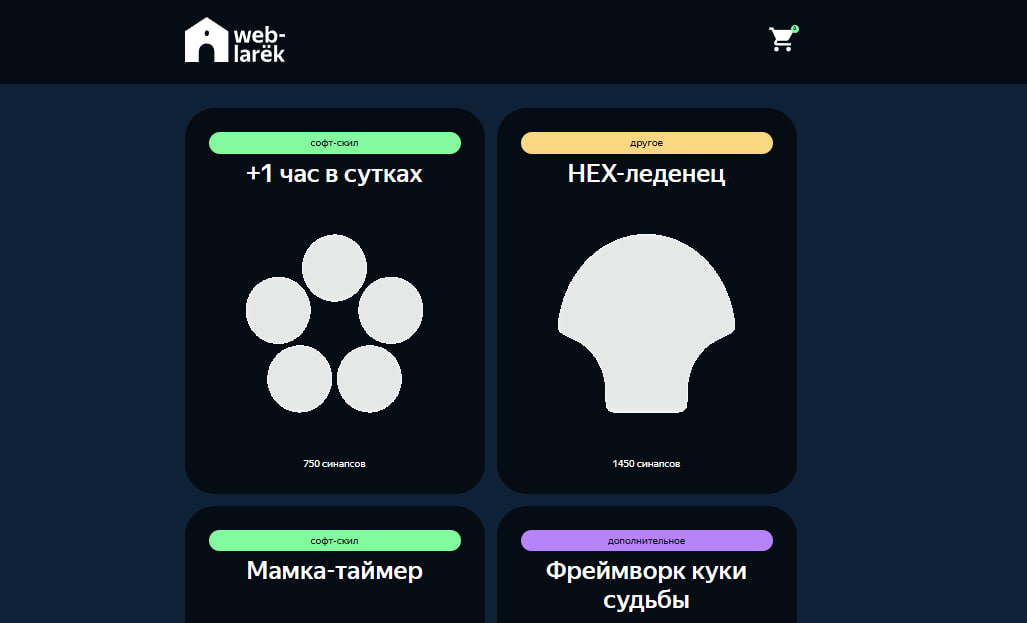 web-
larëk
софт-скил
+1 час в сутках
750 синапсов
другое
HEX-леденец
1450 синапсов
софт-скил
Мамка-таймер
дополнительное
Фреймворк куки
судьбы